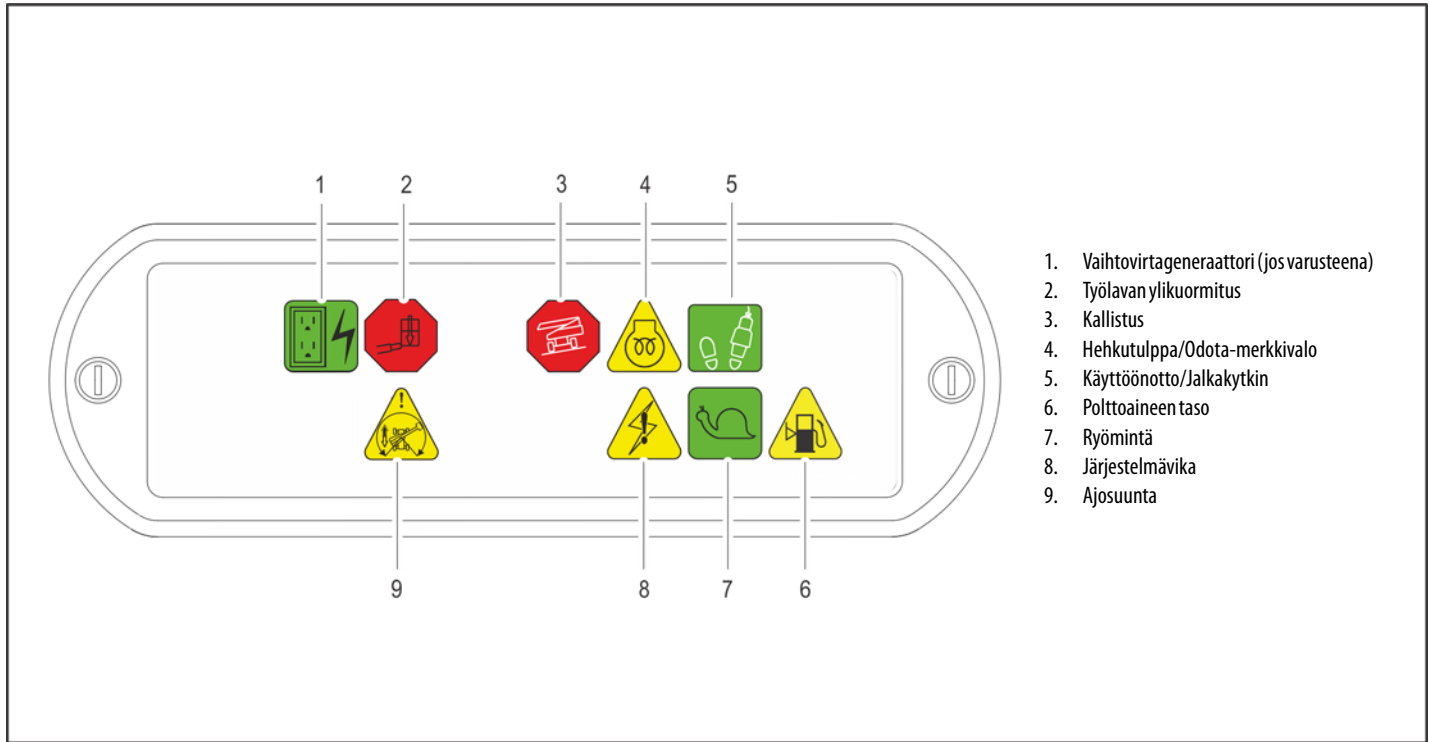 1 2 3 4 5
9 8 7 6
1. Vaihtovirtageneraattori (jos varusteena)
2. Työlavan ylikuormitus
3. Kallistus
4. Hehkutulppa/Odota-merkkivalo
5. Käyttöönotto/Jalkakytkin
6. Polttoaineen taso
7. Ryömintä
8. Järjestelmävika
9. Ajosuunta